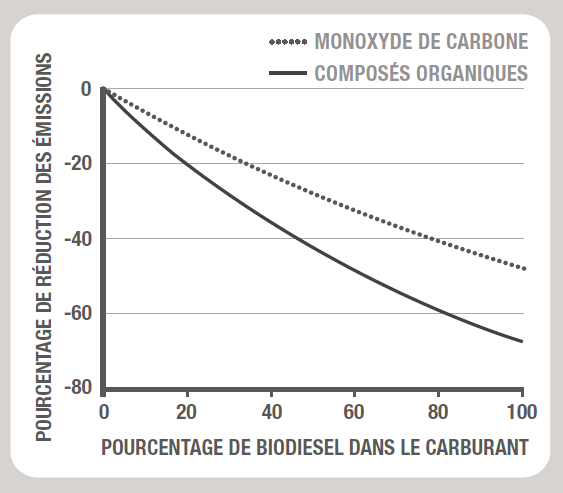 MONOXYDE DE CARBONE
COMPOSÉS ORGANIQUES
POURCENTAGE DE RÉDUCTION DES ÉMISSIONS
0
-20
-40
-60
-80
0 20 40 60 80 100
POURCENTAGE DE BIODIESEL DANS LE CARBURANT